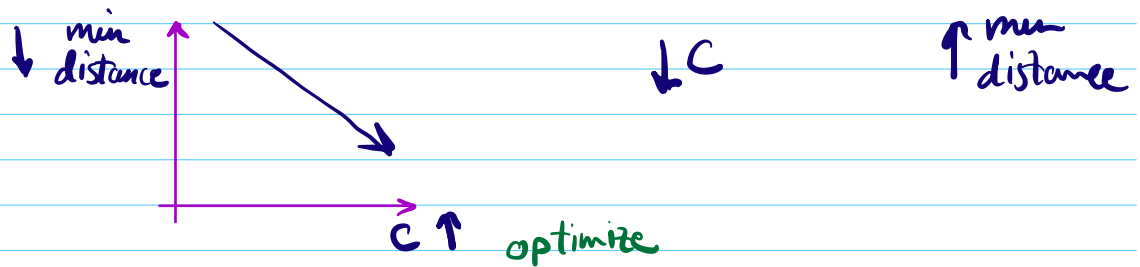 ↓ min
distance
↓ C
↑ min
distance
C ↑
optimize